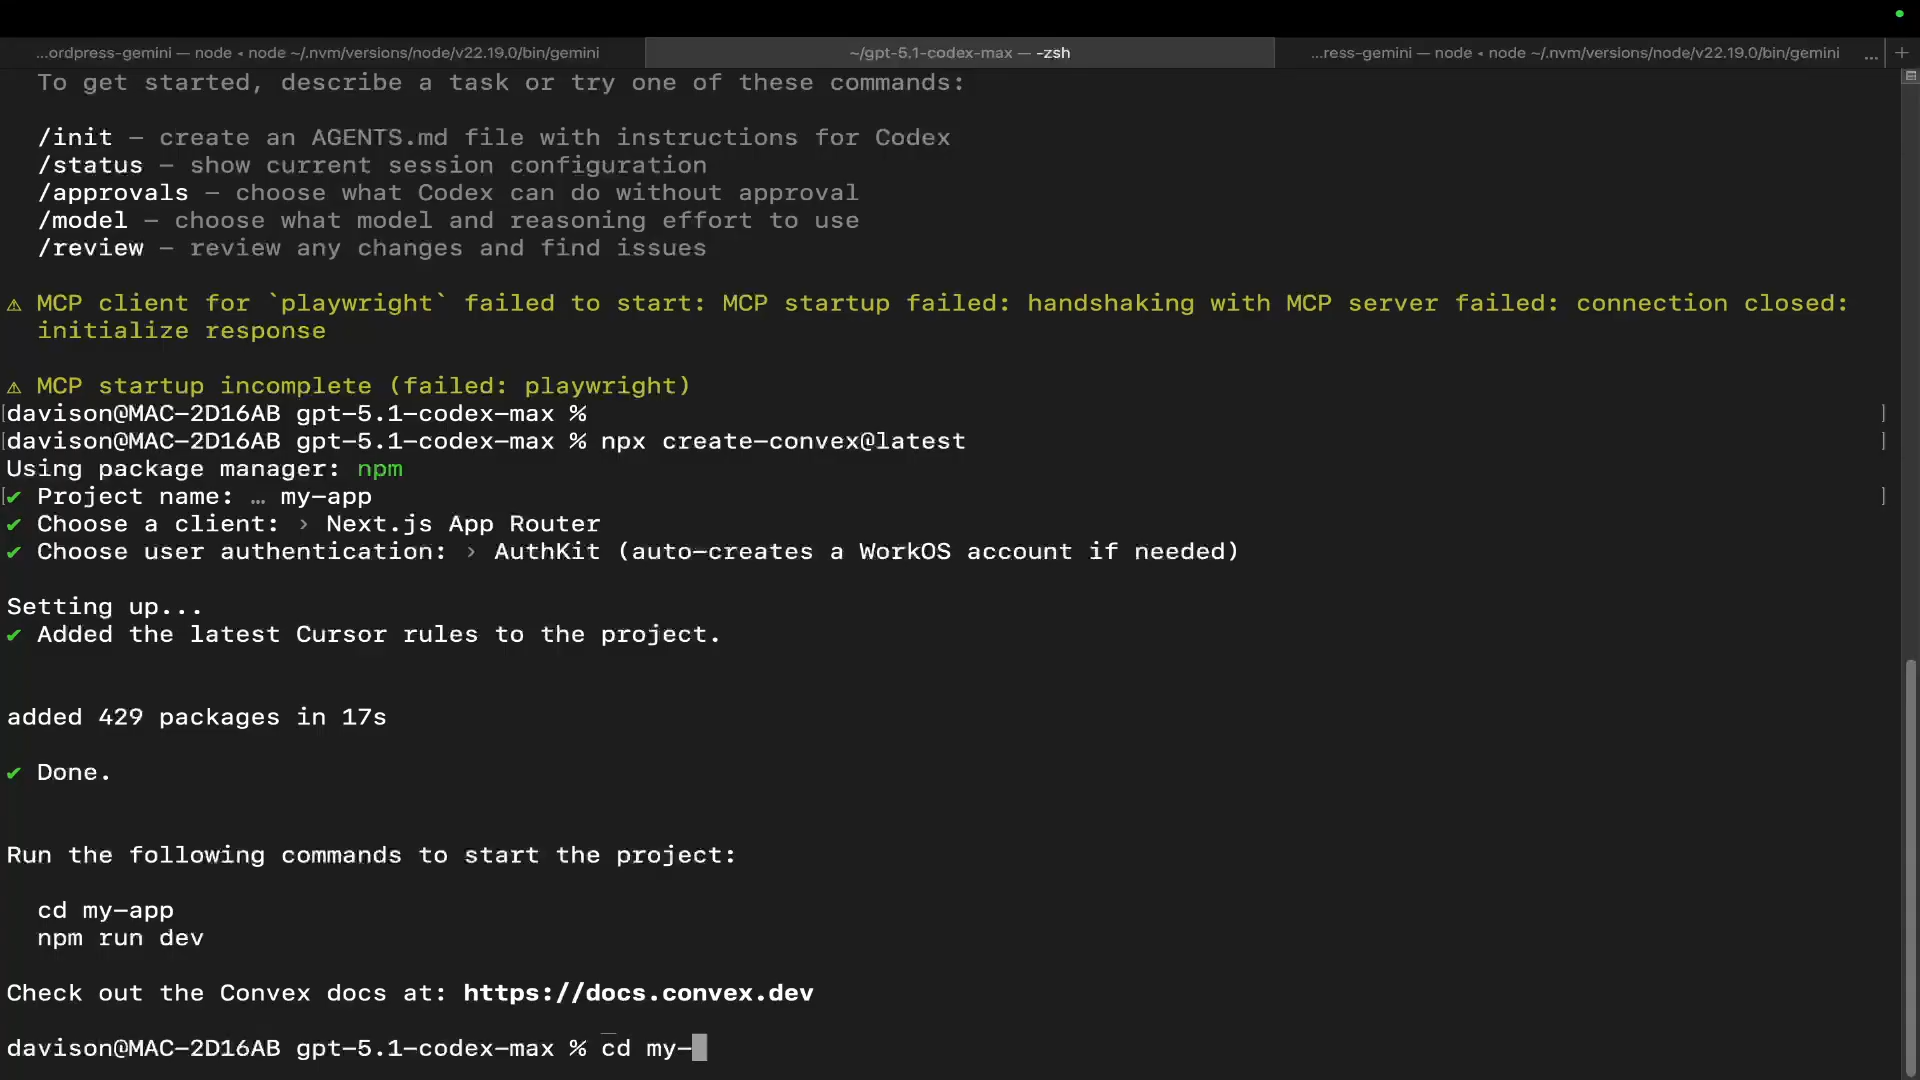 ...ordpress-gemini — node ◂ node ~/.nvm/versions/node/v22.19.0/bin/gemini
~/gpt-5.1-codex-max — -zsh
...ress-gemini — node ◂ node ~/.nvm/versions/node/v22.19.0/bin/gemini
... +
To get started, describe a task or try one of these commands:
/init – create an AGENTS.md file with instructions for Codex
/status – show current session configuration
/approvals – choose what Codex can do without approval
/model – choose what model and reasoning effort to use
/review – review any changes and find issues
⚠ MCP client for `playwright` failed to start: MCP startup failed: handshaking with MCP server failed: connection closed:
initialize response
⚠ MCP startup incomplete (failed: playwright)
[davison@MAC-2D16AB gpt-5.1-codex-max % ]
[davison@MAC-2D16AB gpt-5.1-codex-max % npx create-convex@latest ]
Using package manager: npm
[✔ Project name: … my-app ]
✔ Choose a client: › Next.js App Router
✔ Choose user authentication: › AuthKit (auto-creates a WorkOS account if needed)
Setting up...
✔ Added the latest Cursor rules to the project.
added 429 packages in 17s
✔ Done.
Run the following commands to start the project:
cd my-app
npm run dev
Check out the Convex docs at: https://docs.convex.dev
davison@MAC-2D16AB gpt-5.1-codex-max % cd my-